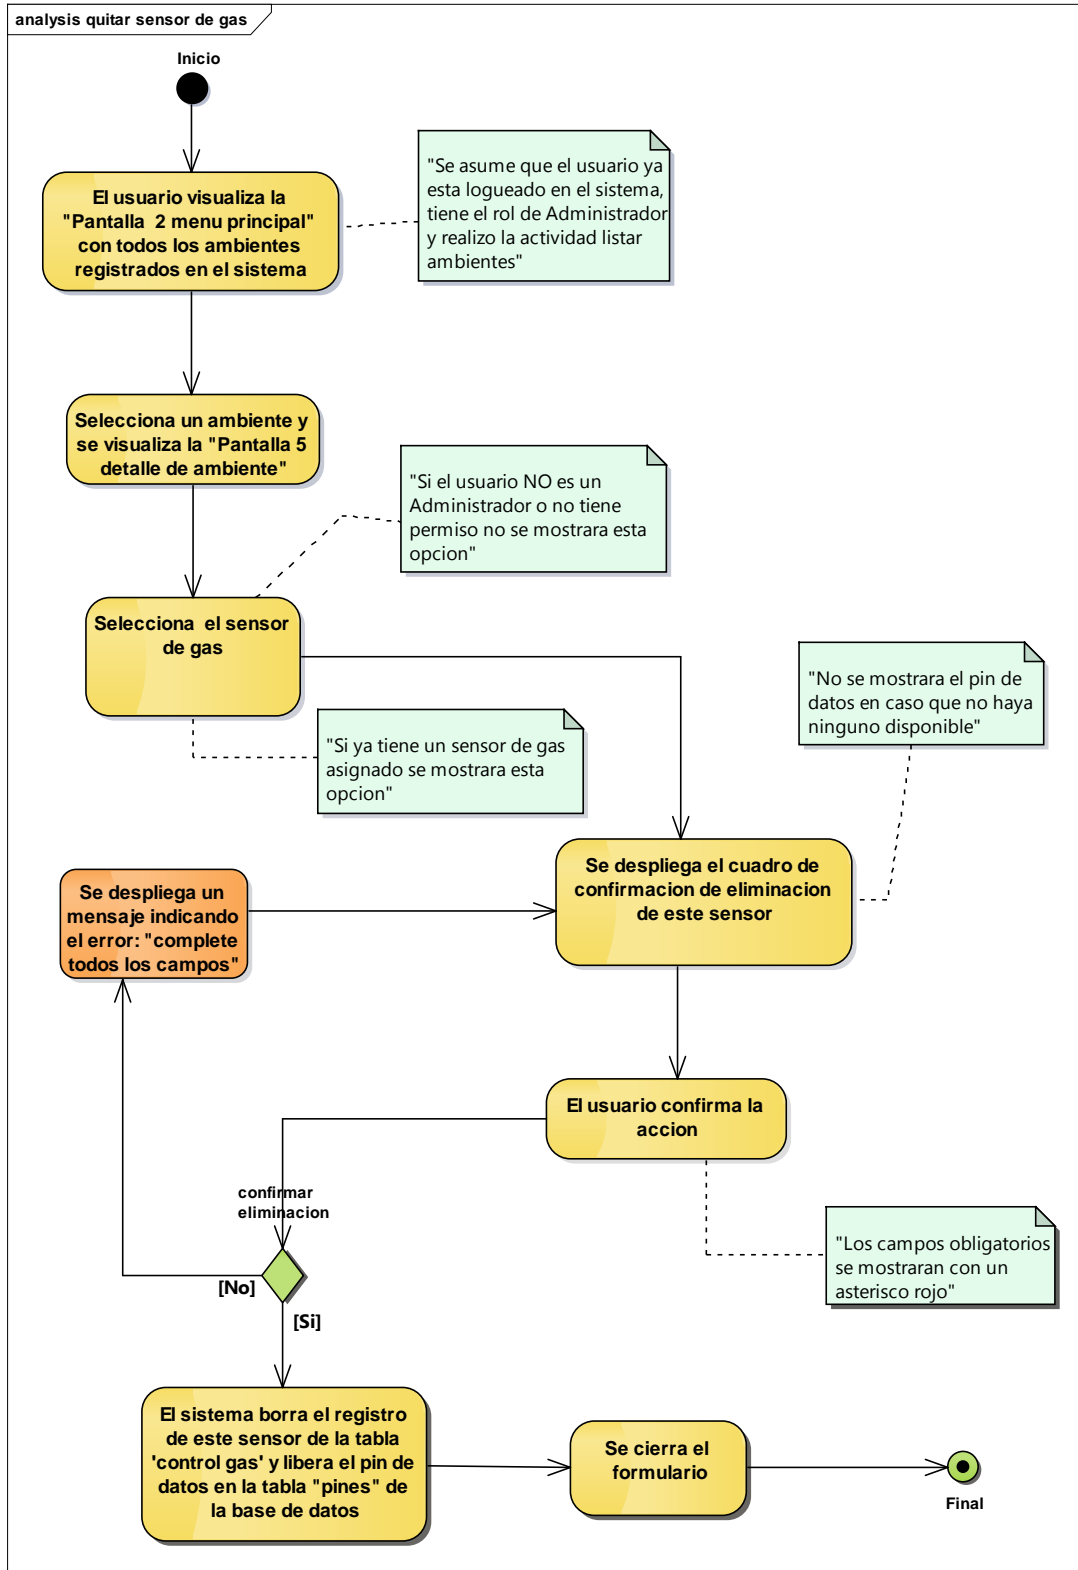 analysis quitar sensor de gas
Inicio
El usuario visualiza la
"Pantalla  2 menu principal"
con todos los ambientes
registrados en el sistema
"Se asume que el usuario ya
esta logueado en el sistema,
tiene el rol de Administrador
y realizo la actividad listar
ambientes"
Selecciona un ambiente y
se visualiza la "Pantalla 5
detalle de ambiente"
"Si el usuario NO es un
Administrador o no tiene
permiso no se mostrara esta
opcion"
Selecciona  el sensor
de gas
"No se mostrara el pin de
datos en caso que no haya
ninguno disponible"
"Si ya tiene un sensor de gas
asignado se mostrara esta
opcion"
Se despliega el cuadro de
confirmacion de eliminacion
de este sensor
Se despliega un
mensaje indicando
el error: "complete
todos los campos"
El usuario confirma la
accion
confirmar
eliminacion
"Los campos obligatorios
se mostraran con un
asterisco rojo"
[No]
[Si]
El sistema borra el registro
de este sensor de la tabla
'control gas' y libera el pin de
datos en la tabla "pines" de
la base de datos
Se cierra el
formulario
Final